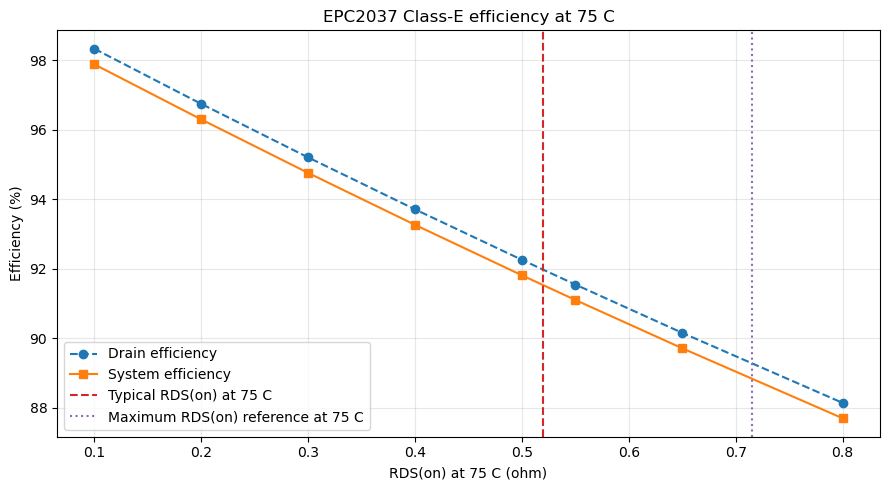 EPC2037 Class-E efficiency at 75 C
Efficiency (%)
98
96
94
92
90
88
Drain efficiency
System efficiency
Typical RDS(on) at 75 C
Maximum RDS(on) reference at 75 C
0.1 0.2 0.3 0.4 0.5 0.6 0.7 0.8
RDS(on) at 75 C (ohm)